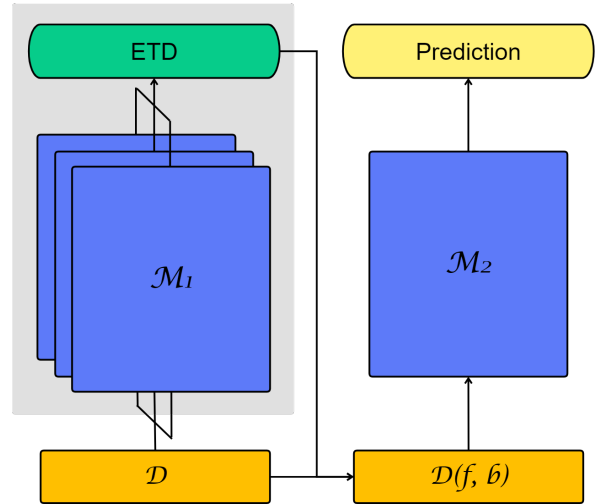 ETD
Prediction
ℳ1
ℳ2
𝒟
𝒟(f, b)